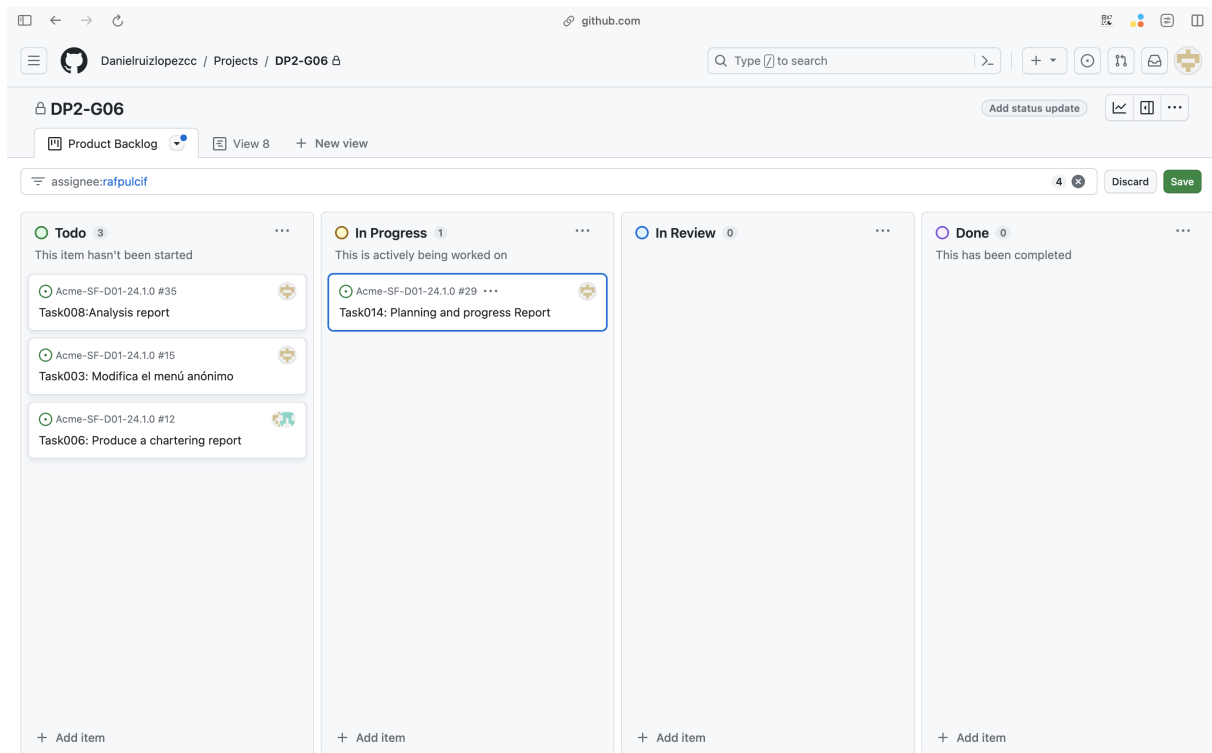 github.com
Danielruizlopezcc / Projects / DP2-G06
Type / to search
DP2-G06
Add status update
Product Backlog
View 8
New view
assignee:rafpulcif
4
Discard
Save
Todo 3
This item hasn't been started
Acme-SF-D01-24.1.0 #35
Task008:Analysis report
Acme-SF-D01-24.1.0 #15
Task003: Modifica el menú anónimo
Acme-SF-D01-24.1.0 #12
Task006: Produce a chartering report
+ Add item
In Progress 1
This is actively being worked on
Acme-SF-D01-24.1.0 #29
Task014: Planning and progress Report
+ Add item
In Review 0
+ Add item
Done 0
This has been completed
+ Add item